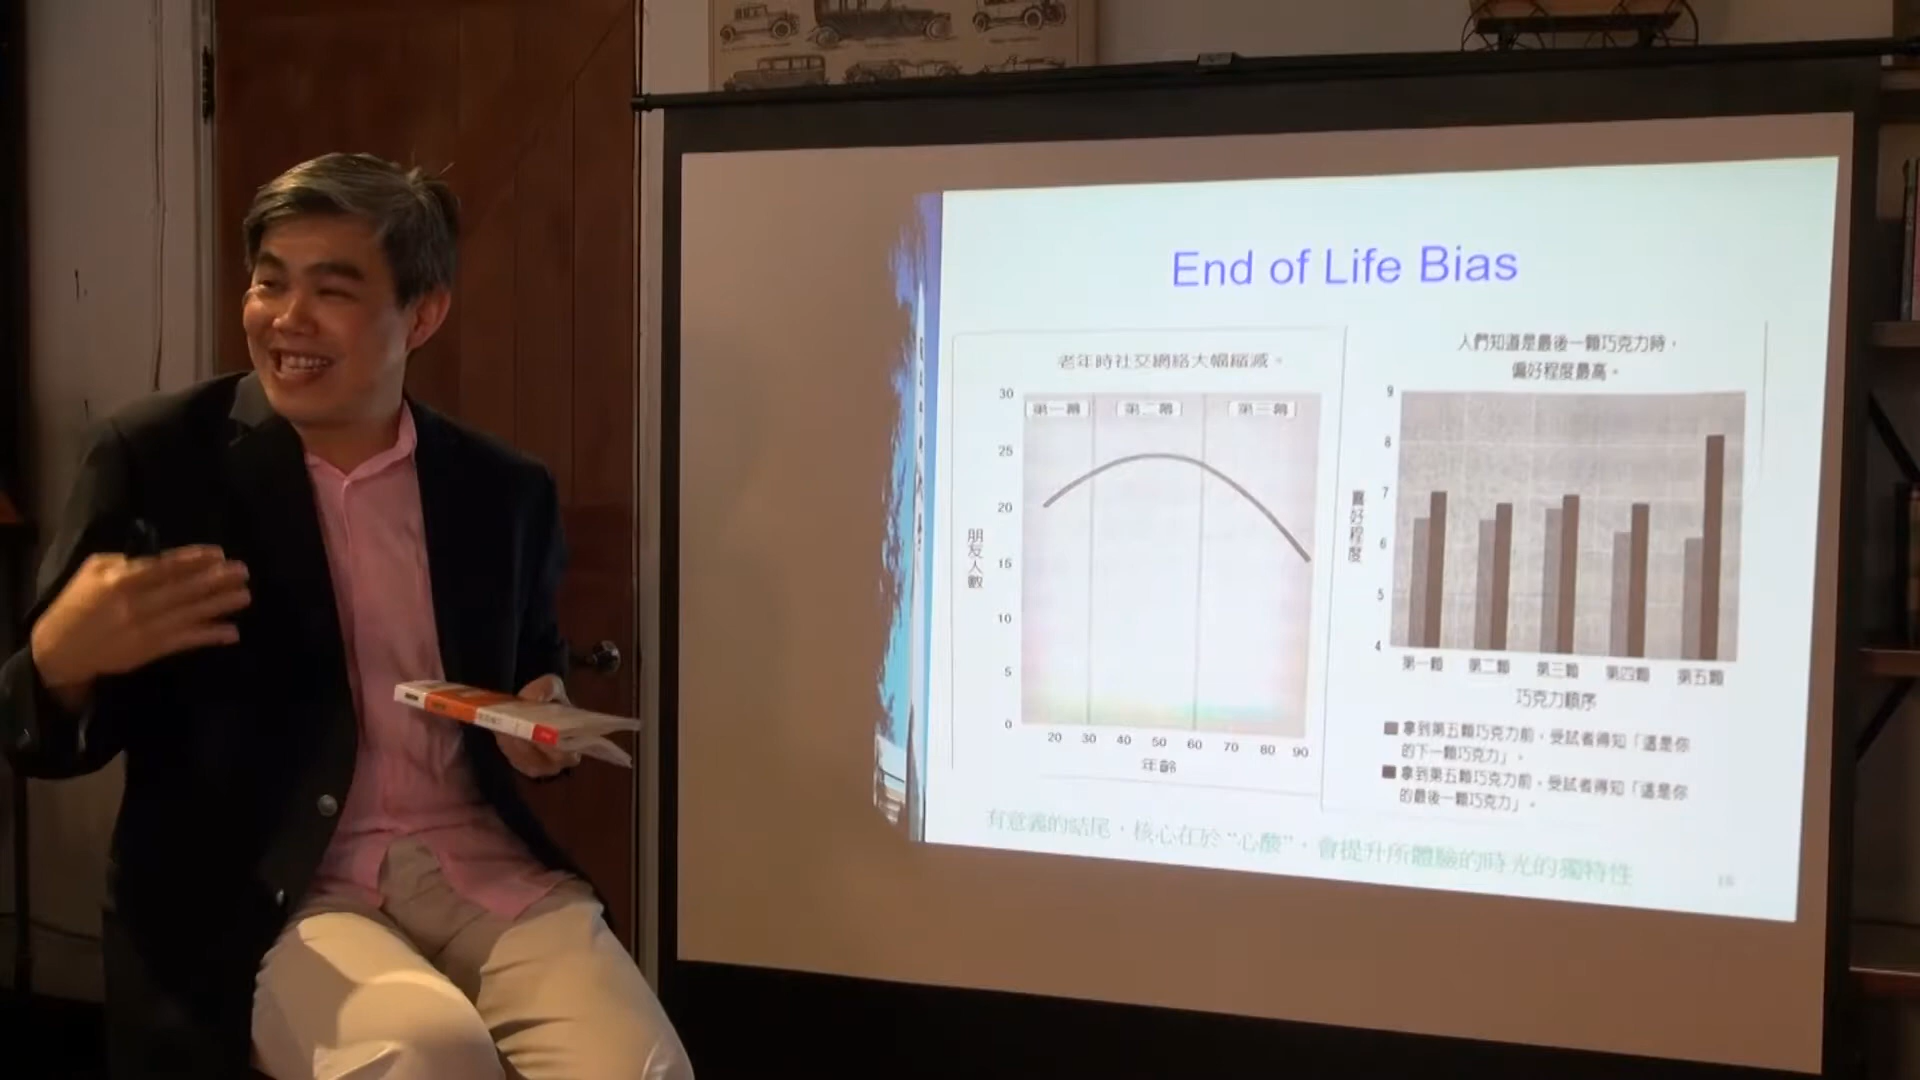 End of Life Bias
老年時社交網絡大幅縮減。
30
25
20
15
10
5
0
第一幕
第二幕
第三幕
朋友人數
20 30 40 50 60 70 80 90
年齡
人們知道是最後一顆巧克力時，
偏好程度最高。
9
8
7
6
5
4
喜好程度
第一顆 第二顆 第三顆 第四顆 第五顆
巧克力順序
拿到第五顆巧克力前，受試者得知「這是你
的下一顆巧克力」。
拿到第五顆巧克力前，受試者得知「這是你
的最後一顆巧克力」。
有意義的結尾，核心在於“心酸”，會提升所體驗的時光的獨特性